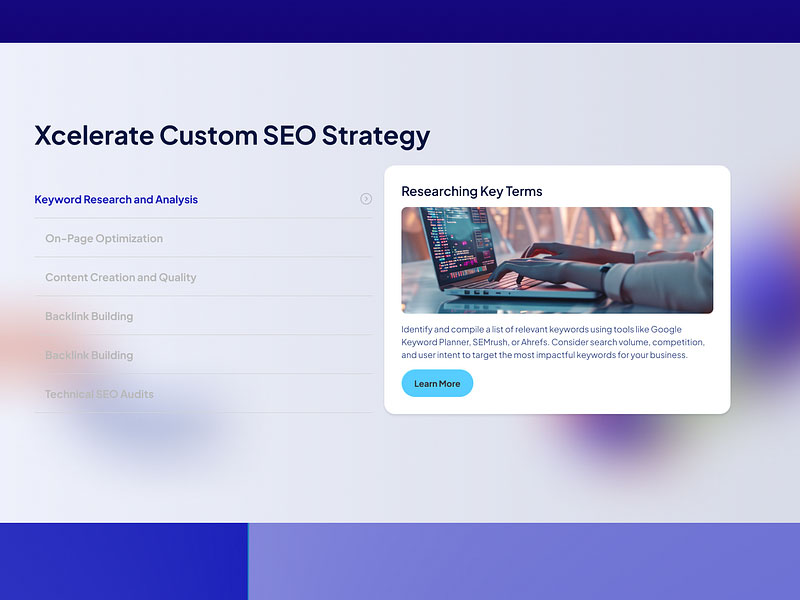 Xcelerate Custom SEO Strategy
Keyword Research and Analysis
On-Page Optimization
Content Creation and Quality
Backlink Building
Backlink Building
Technical SEO Audits
Researching Key Terms
Identify and compile a list of relevant keywords using tools like Google
Keyword Planner, SEMrush, or Ahrefs. Consider search volume, competition,
and user intent to target the most impactful keywords for your business.
Learn More